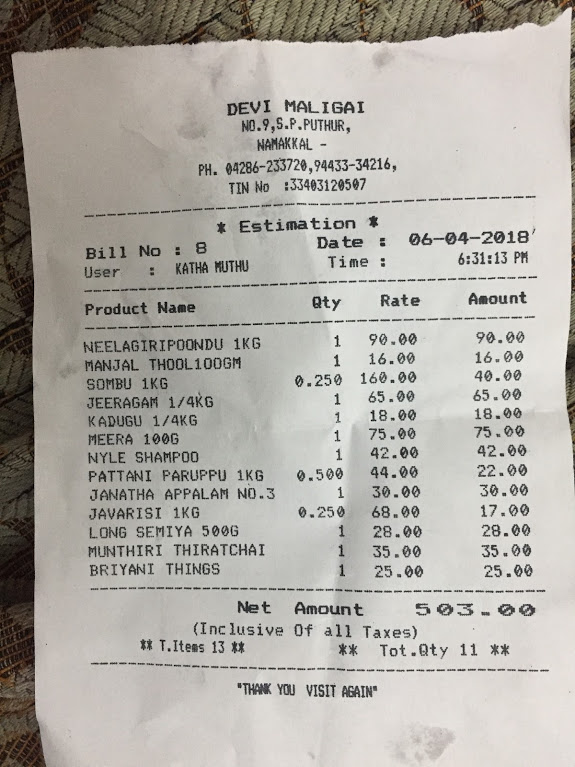 DEVI MALIGAI
NO.9,S.P.PUTHUR,
NAMAKKAL -
PH. 04286-233720,94433-34216,
TIN No :33403120507
* Estimation *
Bill No : 8 Date : 06-04-2018
User : KATHA MUTHU Time : 6:31:13 PM
Product Name Qty Rate Amount
NEELAGIRIPOONDU 1KG 1 90.00 90.00
MANJAL THOOL100GM 1 16.00 16.00
SOMBU 1KG 0.250 160.00 40.00
JEERAGAM 1/4KG 1 65.00 65.00
KADUGU 1/4KG 1 18.00 18.00
MEERA 100G 1 75.00 75.00
NYLE SHAMPOO 1 42.00 42.00
PATTANI PARUPPU 1KG 0.500 44.00 22.00
JANATHA APPALAM NO.3 1 30.00 30.00
JAVARISI 1KG 0.250 68.00 17.00
LONG SEMIYA 500G 1 28.00 28.00
MUNTHIRI THIRATCHAI 1 35.00 35.00
BRIYANI THINGS 1 25.00 25.00
Net Amount 503.00
(Inclusive Of all Taxes)
** T.Items 13 ** ** Tot.Qty 11 **
"THANK YOU VISIT AGAIN"